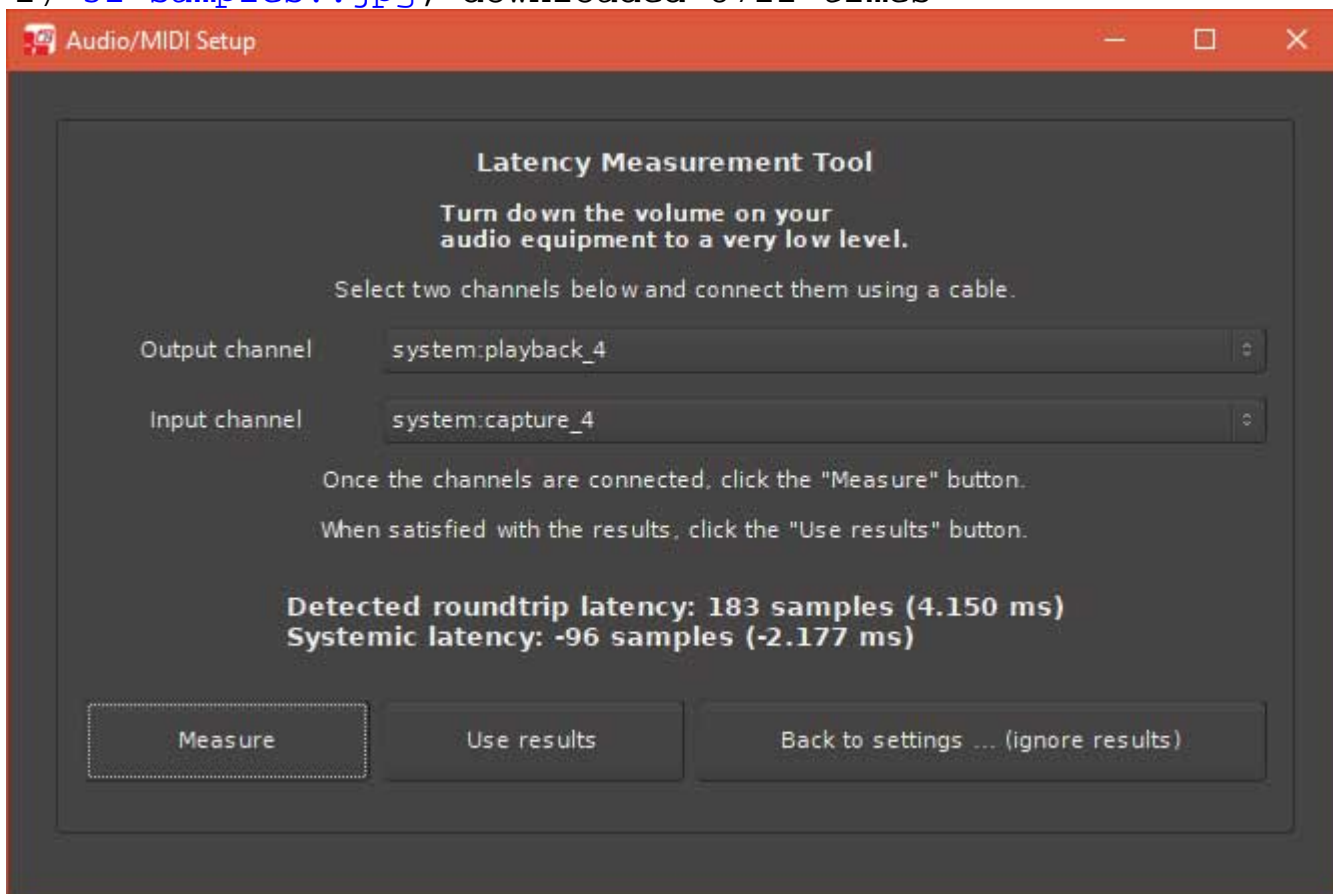 samples..jpg, downloaded times
Audio/MIDI Setup
Latency Measurement Tool
Turn down the volume on your
audio equipment to a very low level.
Select two channels below and connect them using a cable.
Output channel system:playback_4
Input channel system:capture_4
Once the channels are connected, click the "Measure" button.
When satisfied with the results, click the "Use results" button.
Detected roundtrip latency: 183 samples (4.150 ms)
Systemic latency: -96 samples (-2.177 ms)
Measure Use results Back to settings ... (ignore results)